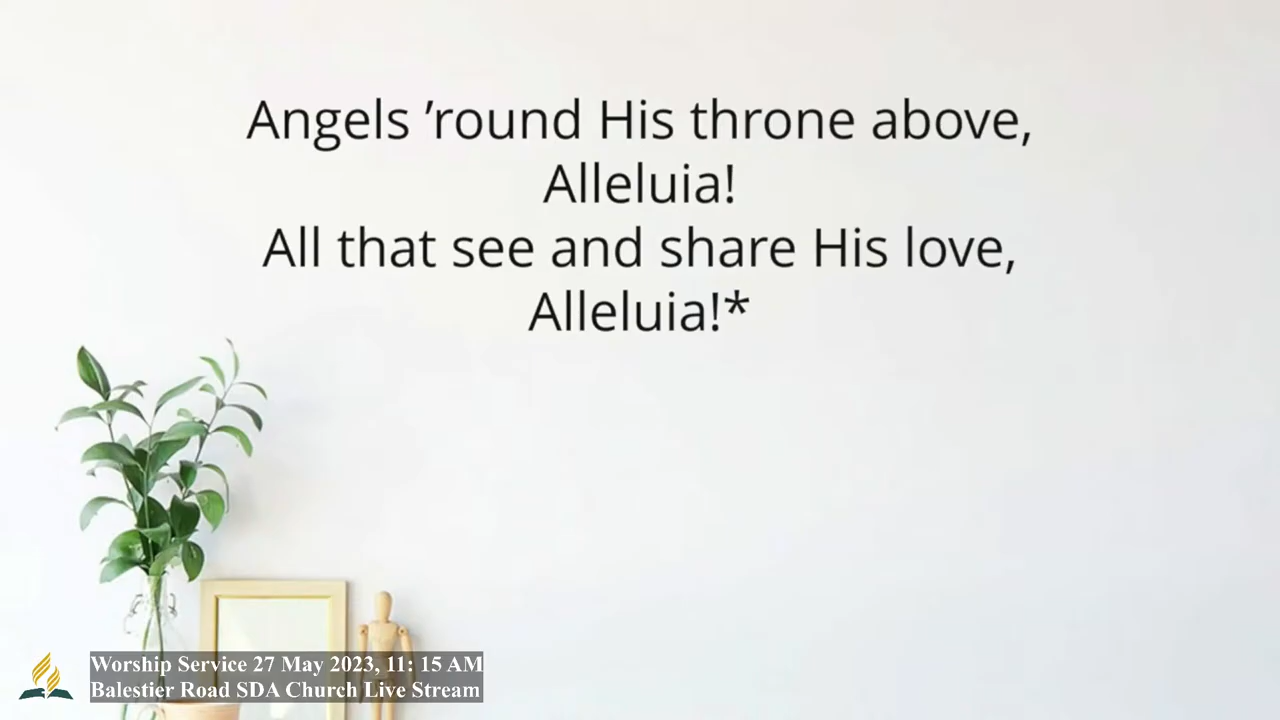 Angels ’round His throne above,
Alleluia!
All that see and share His love,
Alleluia!*
Worship Service 27 May 2023, 11: 15 AM
Balestier Road SDA Church Live Stream